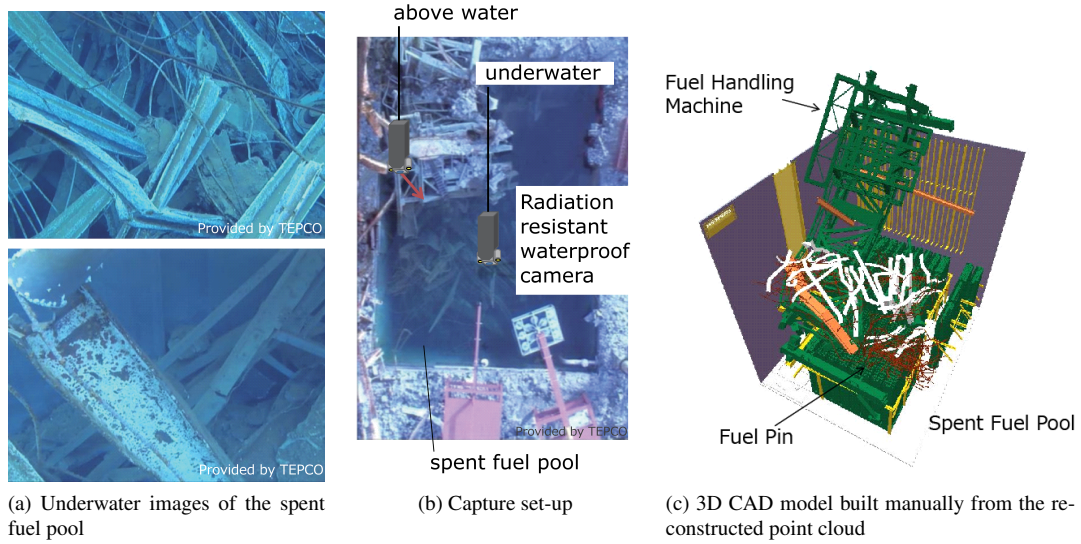 Provided by TEPCO
Provided by TEPCO
(a) Underwater images of the spent
fuel pool
above water
underwater
Radiation
resistant
waterproof
camera
Provided by TEPCO
spent fuel pool
(b) Capture set-up
Fuel Handling
Machine
Fuel Pin
Spent Fuel Pool
(c) 3D CAD model built manually from the re-
constructed point cloud